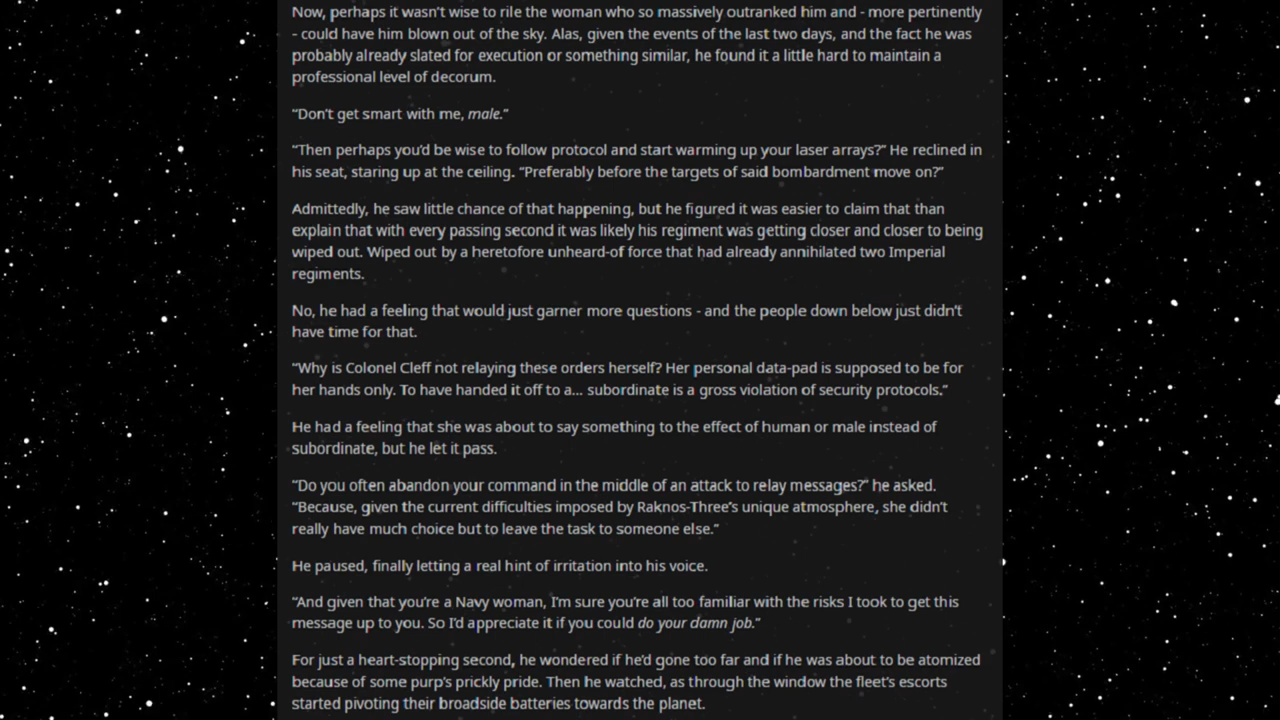 Now, perhaps it wasn’t wise to rile the woman who so massively outranked him and - more pertinently
- could have him blown out of the sky. Alas, given the events of the last two days, and the fact he was
probably already slated for execution or something similar, he found it a little hard to maintain a
professional level of decorum.
“Don’t get smart with me, male.”
“Then perhaps you’d be wise to follow protocol and start warming up your laser arrays?” He reclined in
his seat, staring up at the ceiling. “Preferably before the targets of said bombardment move on?”
Admittedly, he saw little chance of that happening, but he figured it was easier to claim that than
explain that with every passing second it was likely his regiment was getting closer and closer to being
wiped out. Wiped out by a heretofore unheard-of force that had already annihilated two Imperial
regiments.
No, he had a feeling that would just garner more questions - and the people down below just didn’t
have time for that.
“Why is Colonel Cleff not relaying these orders herself? Her personal data-pad is supposed to be for
her hands only. To have handed it off to a... subordinate is a gross violation of security protocols.”
He had a feeling that she was about to say something to the effect of human or male instead of
subordinate, but he let it pass.
“Do you often abandon your command in the middle of an attack to relay messages?” he asked.
“Because, given the current difficulties imposed by Raknos-Three’s unique atmosphere, she didn’t
really have much choice but to leave the task to someone else.”
He paused, finally letting a real hint of irritation into his voice.
“And given that you’re a Navy woman, I’m sure you’re all too familiar with the risks I took to get this
message up to you. So I’d appreciate it if you could do your damn job.”
For just a heart-stopping second, he wondered if he’d gone too far and if he was about to be atomized
because of some purp’s prickly pride. Then he watched, as through the window the fleet’s escorts
started pivoting their broadside batteries towards the planet.